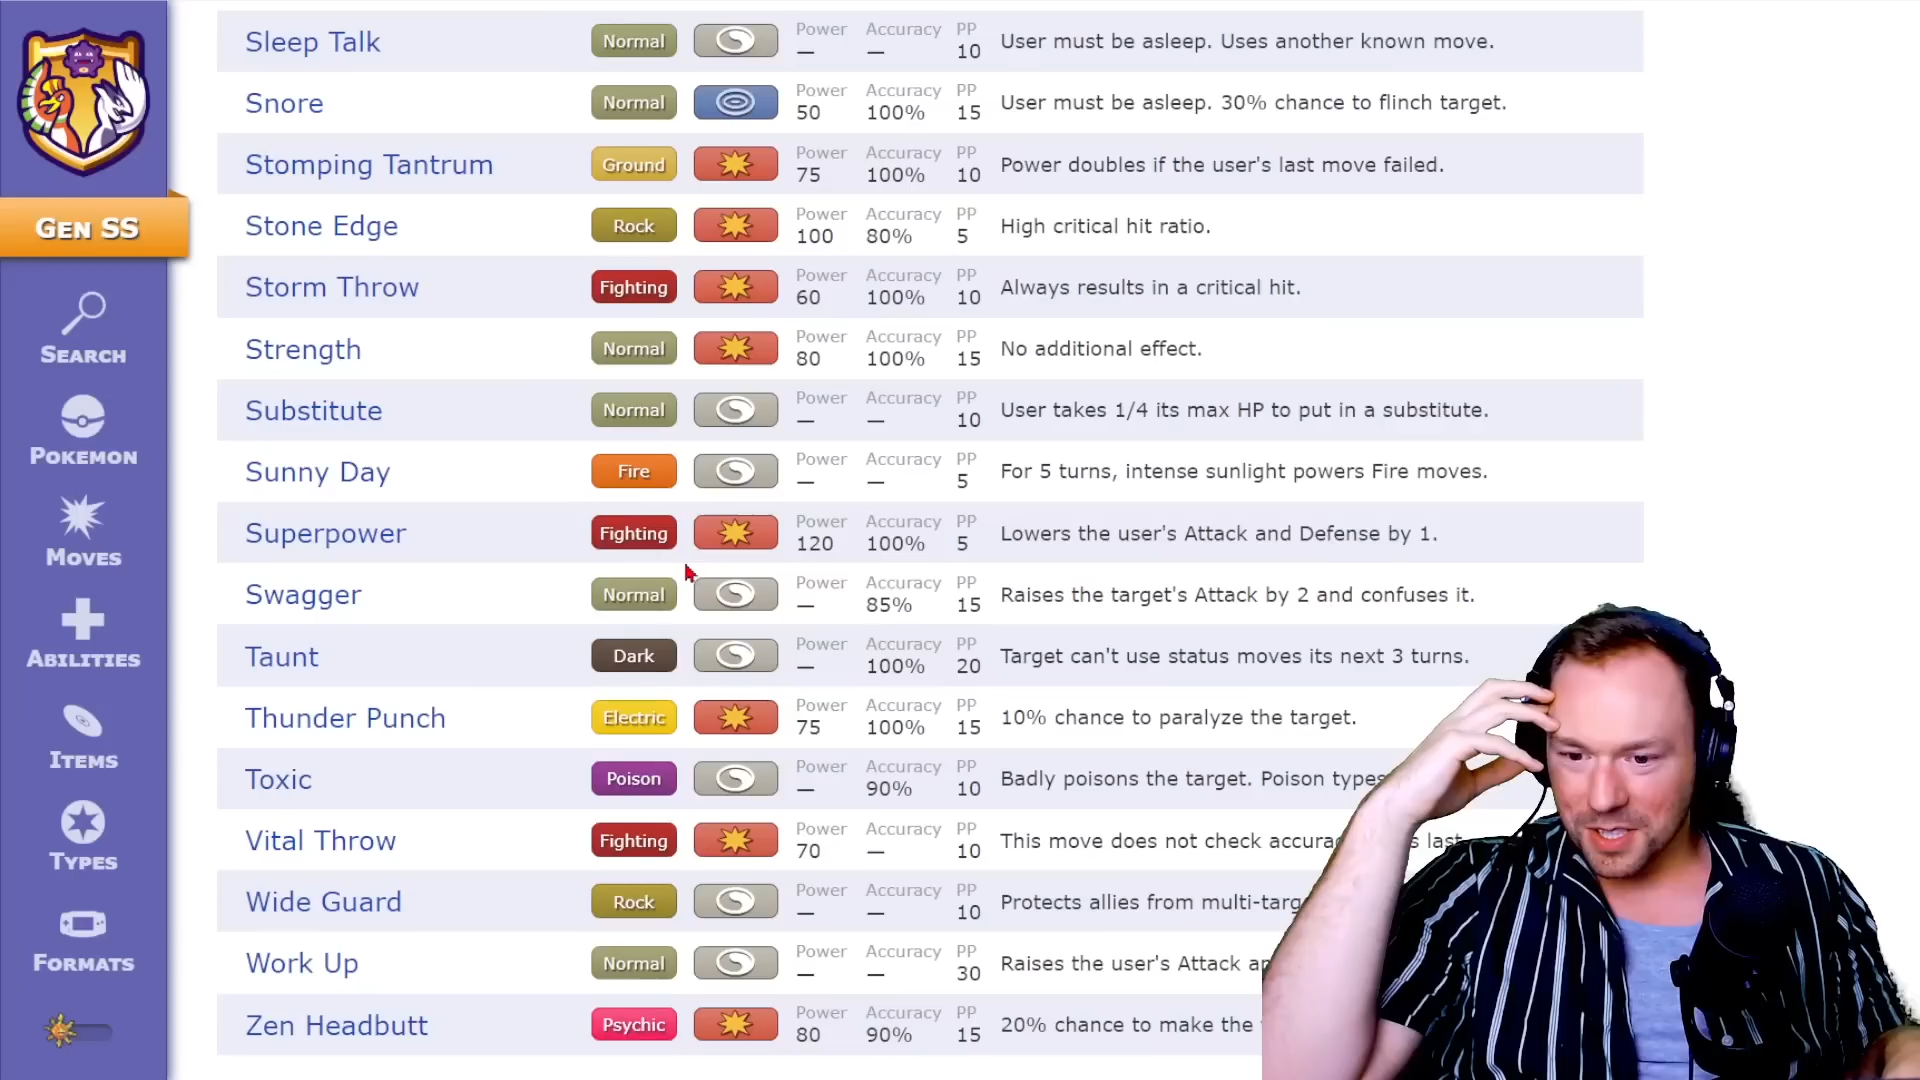 Sleep Talk Normal Power — Accuracy — PP 10 User must be asleep. Uses another known move.
Snore Normal Power 50 Accuracy 100% PP 15 User must be asleep. 30% chance to flinch target.
Stomping Tantrum Ground Power 75 Accuracy 100% PP 10 Power doubles if the user's last move failed.
GEN SS
Stone Edge Rock Power 100 Accuracy 80% PP 5 High critical hit ratio.
Storm Throw Fighting Power 60 Accuracy 100% PP 10 Always results in a critical hit.
SEARCH
Strength Normal Power 80 Accuracy 100% PP 15 No additional effect.
Substitute Normal Power — Accuracy — PP 10 User takes 1/4 its max HP to put in a substitute.
POKEMON
Sunny Day Fire Power — Accuracy — PP 5 For 5 turns, intense sunlight powers Fire moves.
Superpower Fighting Power 120 Accuracy 100% PP 5 Lowers the user's Attack and Defense by 1.
MOVES
Swagger Normal Power — Accuracy 85% PP 15 Raises the target's Attack by 2 and confuses it.
Taunt Dark Power — Accuracy 100% PP 20 Target can't use status moves its next 3 turns.
ABILITIES
Thunder Punch Electric Power 75 Accuracy 100% PP 15 10% chance to paralyze the target.
ITEMS
Toxic Poison Power — Accuracy 90% PP 10 Badly poisons the target. Poison types
Vital Throw Fighting Power 70 Accuracy — PP 10 This move does not check last
TYPES
Wide Guard Rock Power — Accuracy — PP 10 Protects allies from
FORMATS
Work Up Normal Power — Accuracy — PP 30 Raises the user's Attack
Zen Headbutt Psychic Power 80 Accuracy 90% PP 15 20% chance to make the